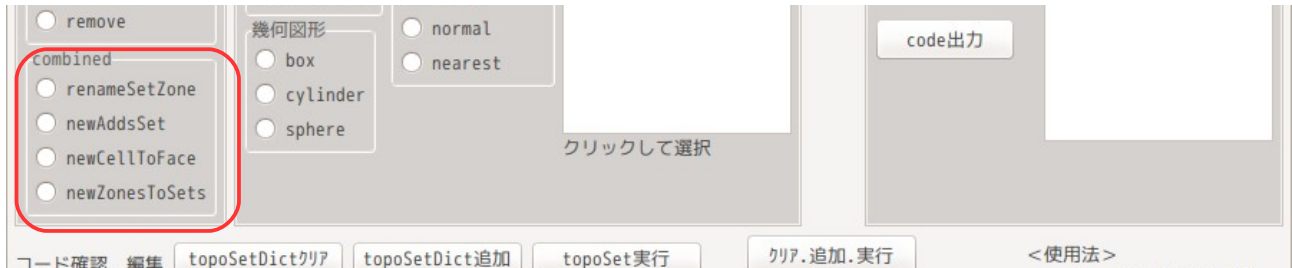 remove
combined
renameSetZone
newAddsSet
newCellToFace
newZonesToSets
幾何図形
box
cylinder
sphere
normal
nearest
クリックして選択
code出力
コード確認、編集
topoSetDictｸﾘｱ
topoSetDict追加
topoSet実行
ｸﾘｱ.追加.実行
<使用法>